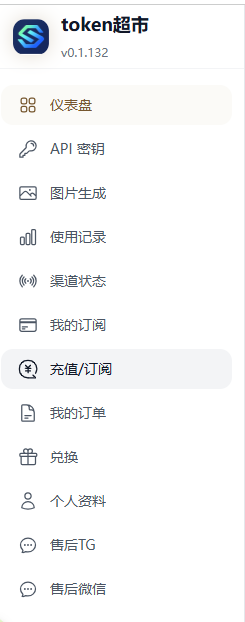 token超市
v0.1.132
仪表盘
API 密钥
图片生成
使用记录
渠道状态
我的订阅
充值/订阅
我的订单
兑换
个人资料
售后TG
售后微信